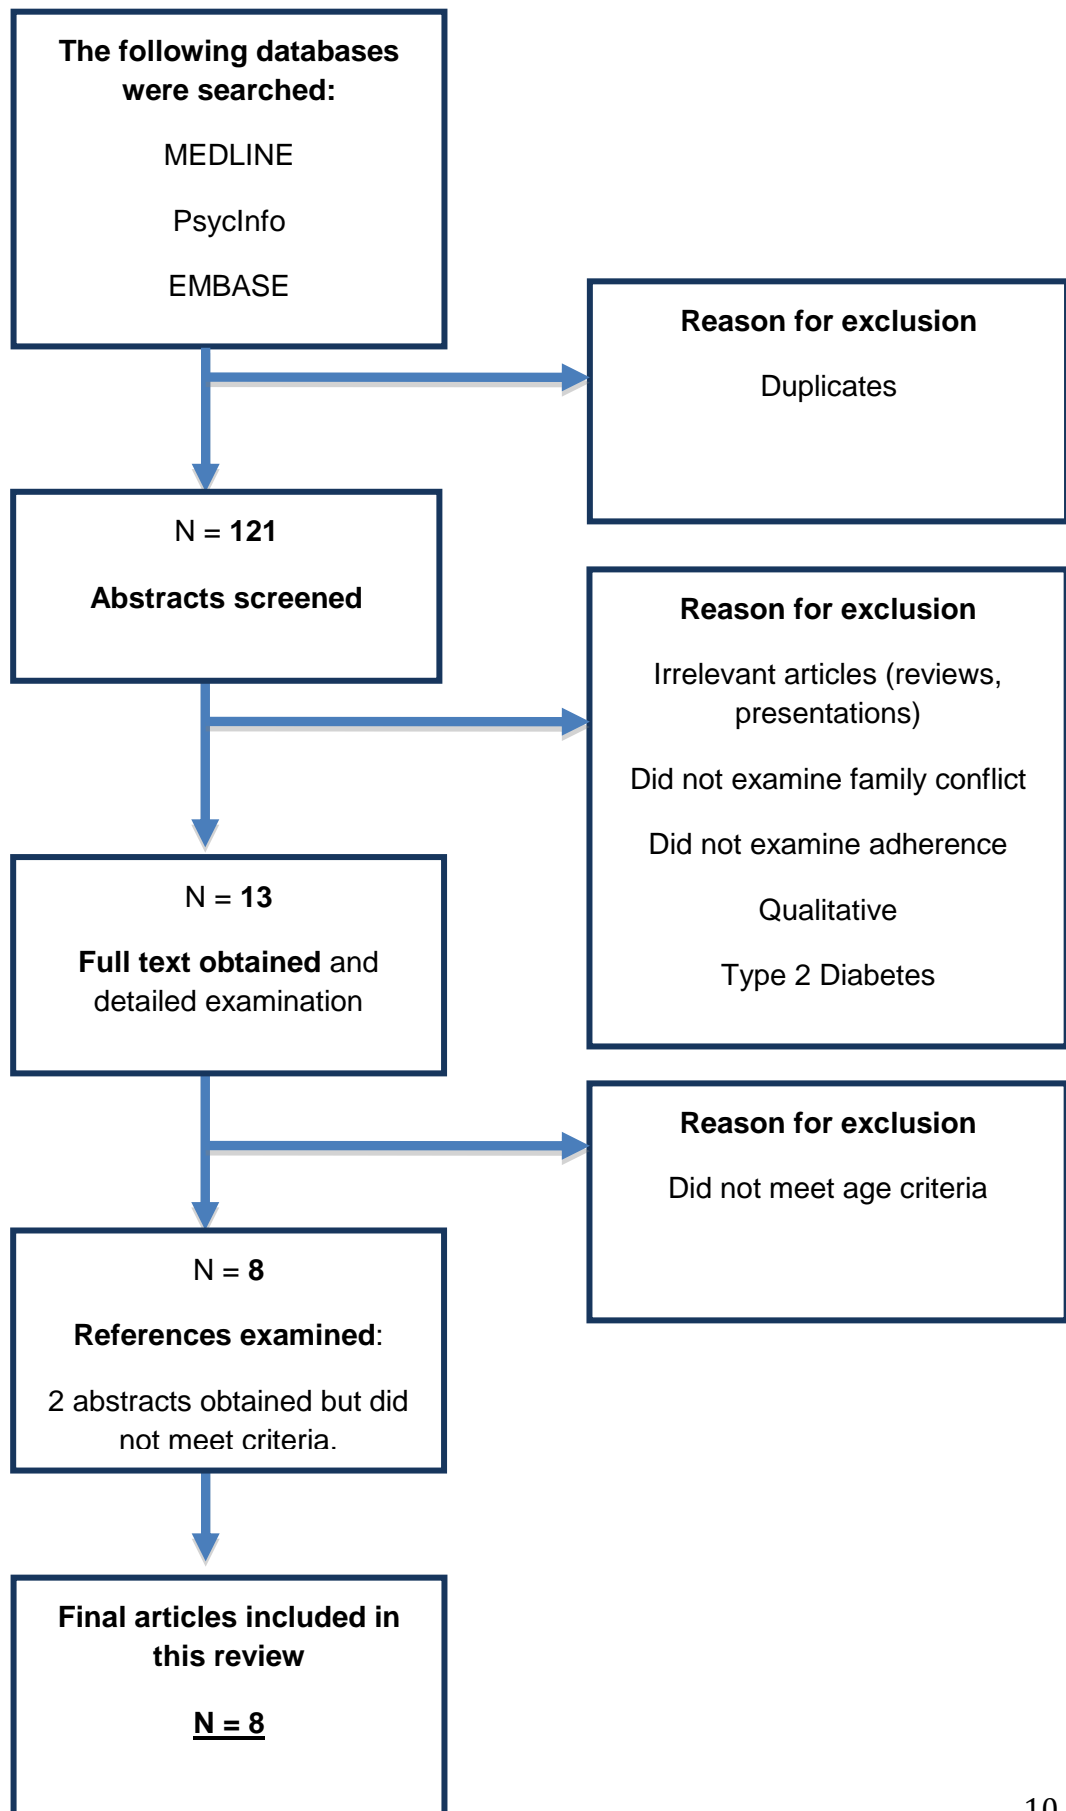 The following databases
were searched:
MEDLINE
PsycInfo
EMBASE
Reason for exclusion
Duplicates
N = 121
Abstracts screened
Reason for exclusion
Irrelevant articles (reviews,
presentations)
Did not examine family conflict
Did not examine adherence
Qualitative
Type 2 Diabetes
N = 13
Full text obtained and
detailed examination
Reason for exclusion
Did not meet age criteria
N = 8
References examined:
2 abstracts obtained but did
not meet criteria.
Final articles included in
this review
N = 8
10